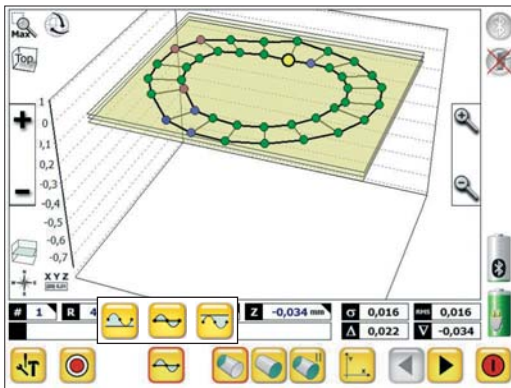 Max
Top
1
0
0,1
0,2
-0,3
-0,4
-0,5
-0,6
-0,7
X Y Z
# 1 R 4 Z -0,034 mm σ 0,016 RMS 0,016
Δ 0,022 ∇ -0,034
T
Y
X